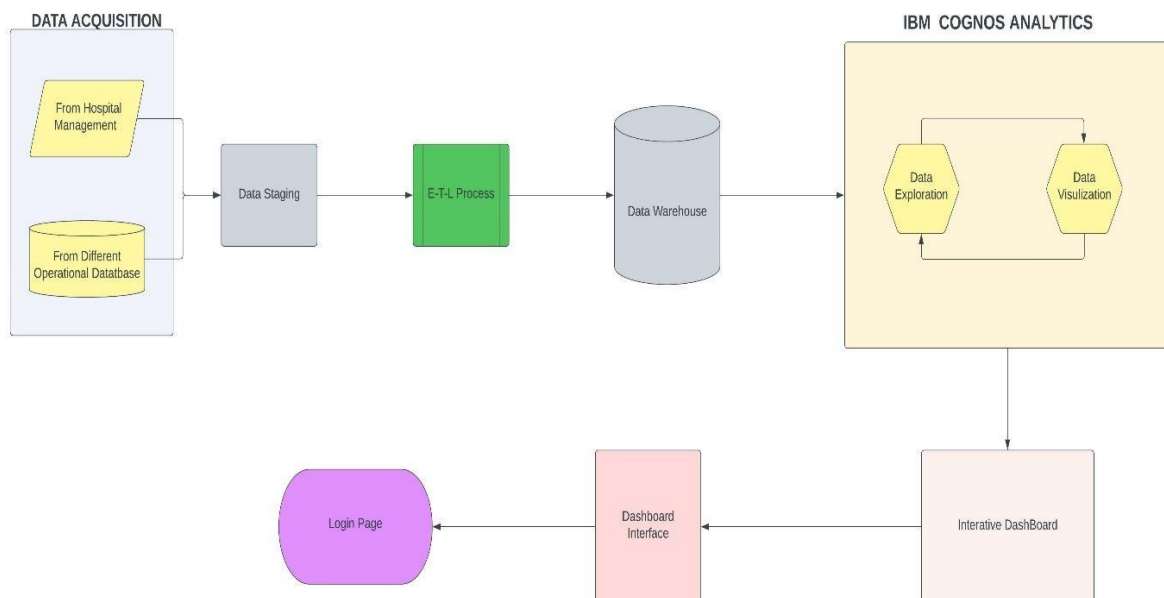 DATA ACQUISITION
IBM COGNOS ANALYTICS
From Hospital
Management
From Different
Operational Datatbase
Data Staging
E-T-L Process
Data Warehouse
Data
Exploration
Data
Visulization
Login Page
Dashboard
Interface
Interative DashBoard